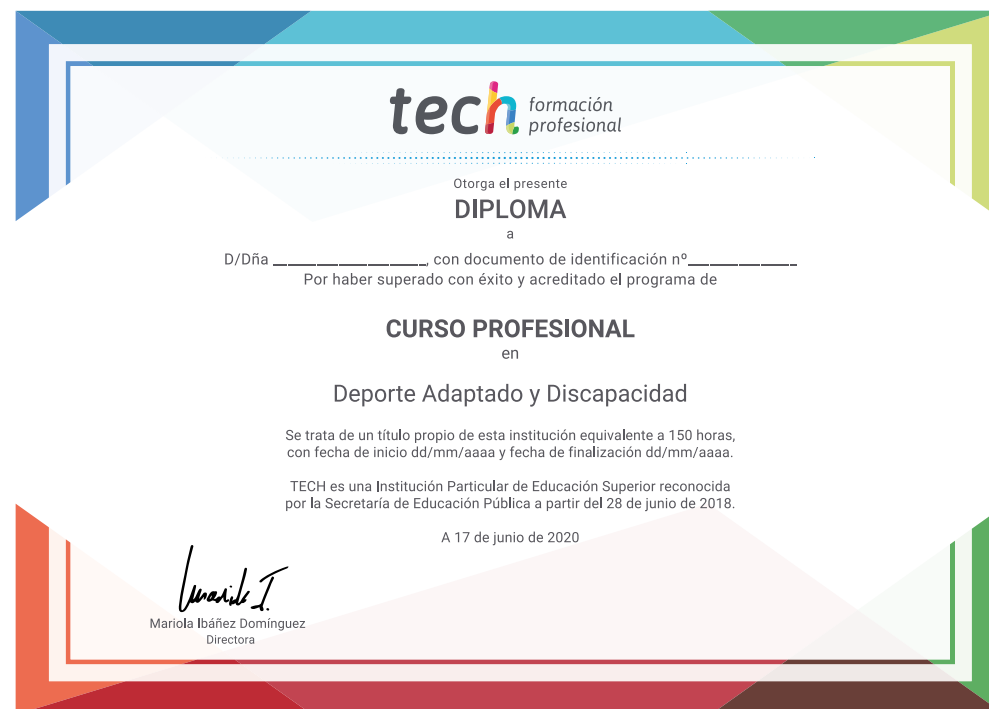 tech formación
profesional
Otorga el presente
DIPLOMA
a
D/Dña ______________________, con documento de identificación nº________________
Por haber superado con éxito y acreditado el programa de
CURSO PROFESIONAL
en
Deporte Adaptado y Discapacidad
Se trata de un título propio de esta institución equivalente a 150 horas,
con fecha de inicio dd/mm/aaaa y fecha de finalización dd/mm/aaaa.
TECH es una Institución Particular de Educación Superior reconocida
por la Secretaría de Educación Pública a partir del 28 de junio de 2018.
A 17 de junio de 2020
Mariola Ibáñez Domínguez
Directora